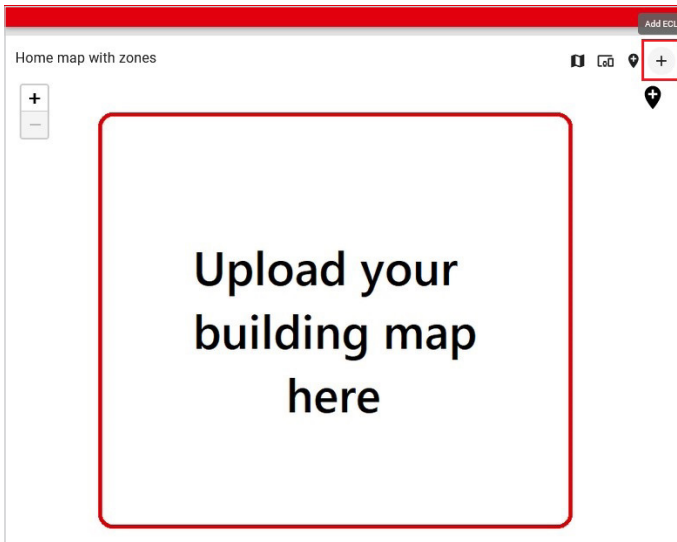 Add ECL
Home map with zones
+
+
−
Upload your
building map
here